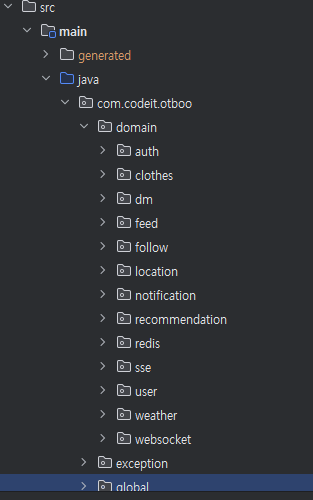 src
main
generated
java
com.codeit.otboo
domain
auth
clothes
dm
feed
follow
location
notification
recommendation
redis
sse
user
weather
websocket
exception
global